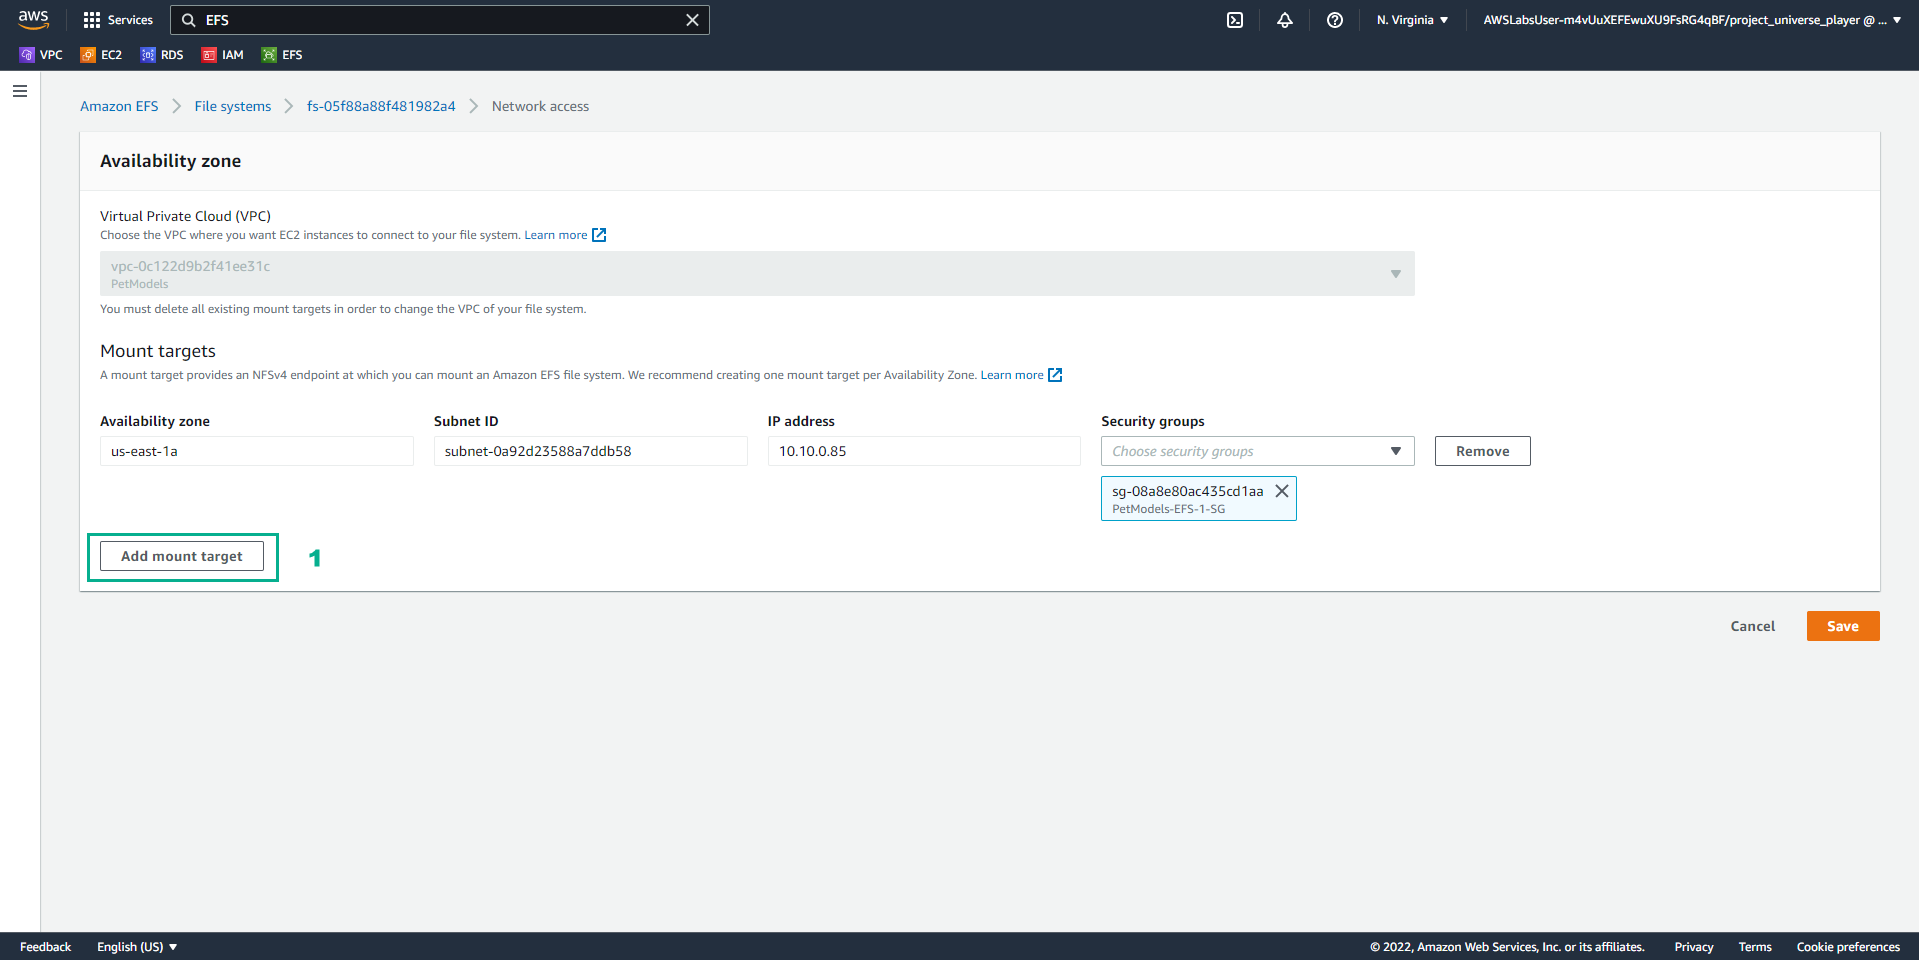 aws Services EFS N. Virginia AWSLabsUser-m4vUuXEFEwuXU9FsRG4qBF/project_universe_player @ ...
VPC EC2 RDS IAM EFS
Amazon EFS File systems fs-05f88a88f481982a4 Network access
Availability zone
Virtual Private Cloud (VPC)
Choose the VPC where you want EC2 instances to connect to your file system. Learn more
vpc-0c122d9b2f41ee31c
PetModels
You must delete all existing mount targets in order to change the VPC of your file system.
Mount targets
A mount target provides an NFSv4 endpoint at which you can mount an Amazon EFS file system. We recommend creating one mount target per Availability Zone. Learn more
Availability zone Subnet ID IP address Security groups
us-east-1a subnet-0a92d23588a7ddb58 10.10.0.85 Choose security groups Remove
sg-08a8e80ac435cd1aa
PetModels-EFS-1-SG
Add mount target 1
Cancel Save
Feedback English (US) © 2022, Amazon Web Services, Inc. or its affiliates. Privacy Terms Cookie preferences